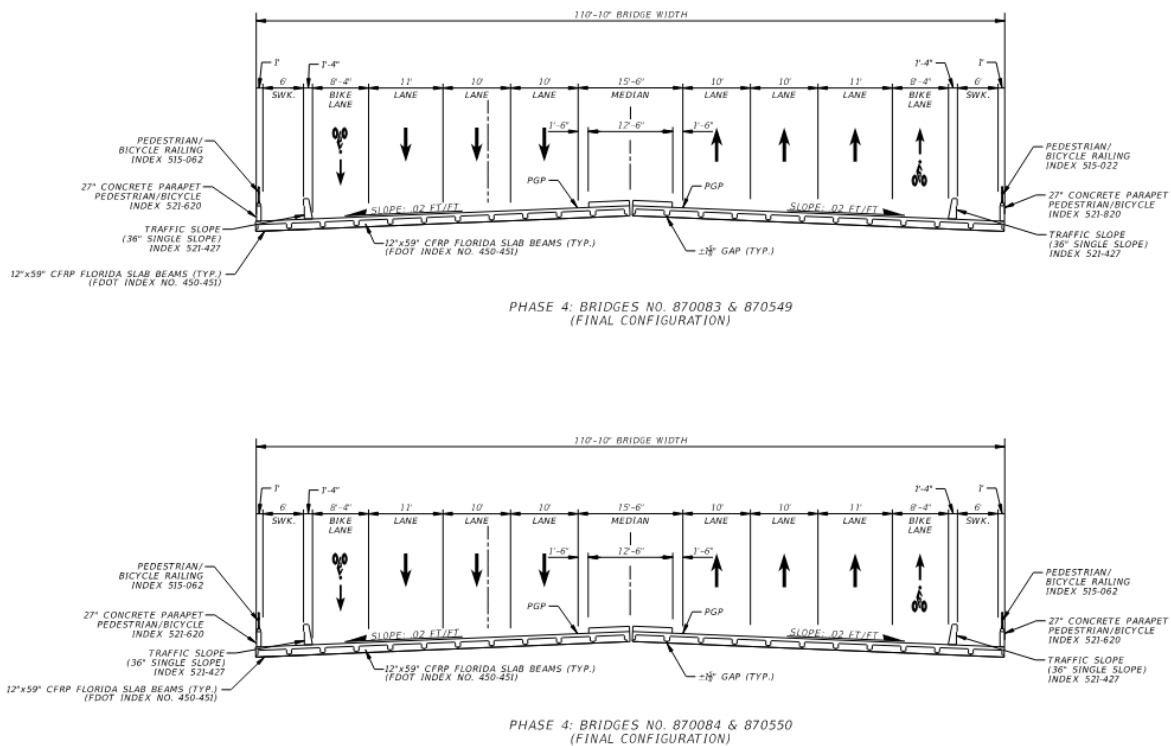 110'-10" BRIDGE WIDTH
1'
6'
SWK.
1'-4"
8'-4"
BIKE
LANE
11'
LANE
10'
LANE
10'
LANE
15'-6"
MEDIAN
10'
LANE
10'
LANE
11'
LANE
8'-4"
BIKE
LANE
1'-4"
6'
SWK.
1'
1'-6"
12'-6"
1'-6"
PEDESTRIAN/
BICYCLE RAILING
INDEX 515-062
27" CONCRETE PARAPET
PEDESTRIAN/BICYCLE
INDEX 521-620
TRAFFIC SLOPE
(36" SINGLE SLOPE)
INDEX 521-427
12"x59" CFRP FLORIDA SLAB BEAMS (TYP.)
(FDOT INDEX NO. 450-451)
SLOPE: .02 FT/FT
12"x59" CFRP FLORIDA SLAB BEAMS (TYP.)
(FDOT INDEX NO. 450-451)
PGP
PGP
GAP (TYP.)
SLOPE: .02 FT/FT
PEDESTRIAN/
BICYCLE RAILING
INDEX 515-022
27" CONCRETE PARAPET
PEDESTRIAN/BICYCLE
INDEX 521-820
TRAFFIC SLOPE
(36" SINGLE SLOPE)
INDEX 521-427
PHASE 4: BRIDGES NO. 870083 & 870549
(FINAL CONFIGURATION)
110'-10" BRIDGE WIDTH
1'
6'
SWK.
1'-4"
8'-4"
BIKE
LANE
11'
LANE
10'
LANE
10'
LANE
15'-6"
MEDIAN
10'
LANE
10'
LANE
11'
LANE
8'-4"
BIKE
LANE
1'-4"
6'
SWK.
1'
1'-6"
12'-6"
1'-6"
PEDESTRIAN/
BICYCLE RAILING
INDEX 515-062
27" CONCRETE PARAPET
PEDESTRIAN/BICYCLE
INDEX 521-620
TRAFFIC SLOPE
(36" SINGLE SLOPE)
INDEX 521-427
12"x59" CFRP FLORIDA SLAB BEAMS (TYP.)
(FDOT INDEX NO. 450-451)
SLOPE: .02 FT/FT
12"x59" CFRP FLORIDA SLAB BEAMS (TYP.)
(FDOT INDEX NO. 450-451)
PGP
PGP
GAP (TYP.)
SLOPE: .02 FT/FT
PEDESTRIAN/
BICYCLE RAILING
INDEX 515-062
27" CONCRETE PARAPET
PEDESTRIAN/BICYCLE
INDEX 521-620
TRAFFIC SLOPE
(36" SINGLE SLOPE)
INDEX 521-427
PHASE 4: BRIDGES NO. 870084 & 870550
(FINAL CONFIGURATION)